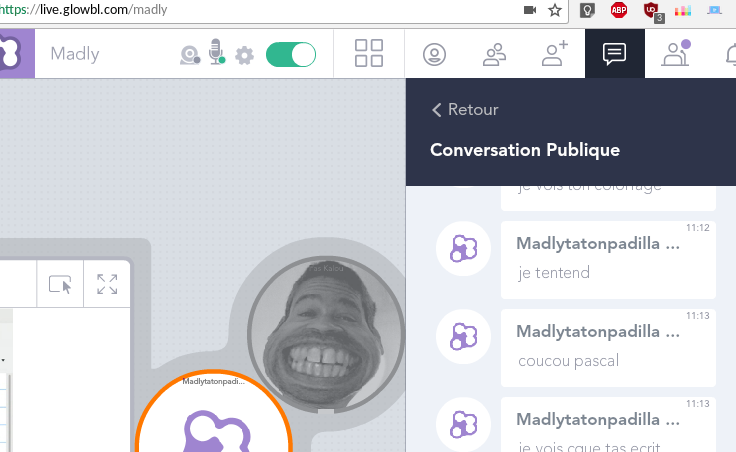 https://live.glowbl.com/madly
ABP
3
Madly
Retour
Conversation Publique
je vois ton coloriage
11:12
Madlytatonpadilla ...
je tentend
11:13
Madlytatonpadilla ...
coucou pascal
11:13
Madlytatonpadilla ...
je vois cque tas ecrit
Pas Kalou
Madlytatonpadi...